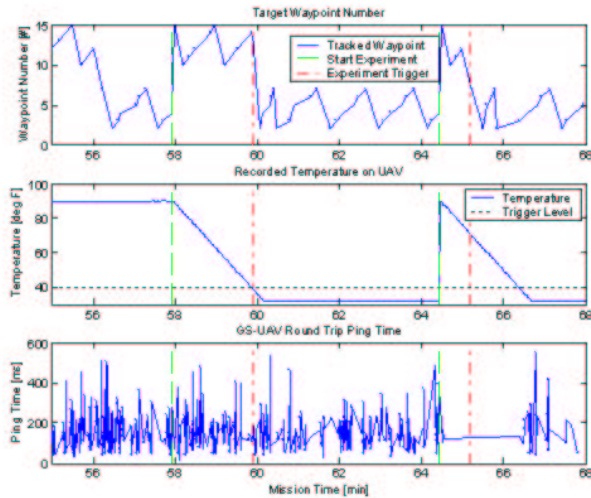 Target Waypoint Number
Waypoint Number [#]
15
10
5
0
Tracked Waypoint
Start Experiment
Experiment Trigger
56 58 60 62 64 66 68
Recorded Temperature on UAV
Temperature [deg F]
100
80
60
40
Temperature
Trigger Level
56 58 60 62 64 66 68
GS-UAV Round Trip Ping Time
Ping Time [ms]
600
400
200
0
56 58 60 62 64 66 68
Mission Time [min]